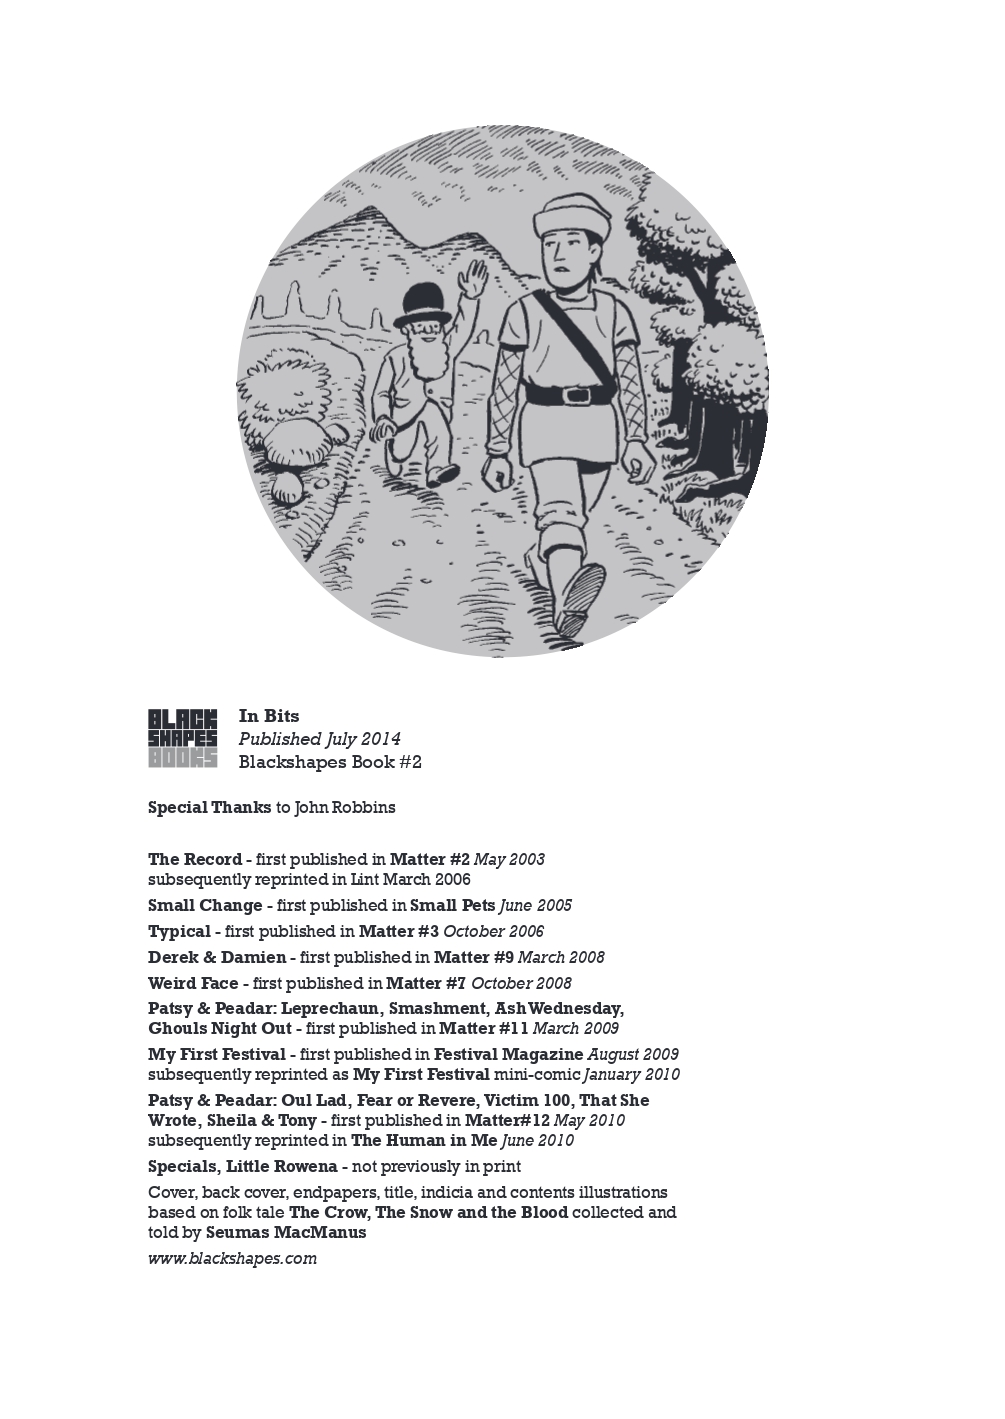 BLACK
SHAPES
BOOKS
In Bits
Published July 2014
Blackshapes Book #2
Special Thanks to John Robbins
The Record - first published in Matter #2 May 2003
subsequently reprinted in Lint March 2006
Small Change - first published in Small Pets June 2005
Typical - first published in Matter #3 October 2006
Derek & Damien - first published in Matter #9 March 2008
Weird Face - first published in Matter #7 October 2008
Patsy & Peadar: Leprechaun, Smashment, Ash Wednesday,
Ghouls Night Out - first published in Matter #11 March 2009
My First Festival - first published in Festival Magazine August 2009
subsequently reprinted as My First Festival mini-comic January 2010
Patsy & Peadar: Oul Lad, Fear or Revere, Victim 100, That She
Wrote, Sheila & Tony - first published in Matter#12 May 2010
subsequently reprinted in The Human in Me June 2010
Specials, Little Rowena - not previously in print
Cover, back cover, endpapers, title, indicia and contents illustrations
based on folk tale The Crow, The Snow and the Blood collected and
told by Seumas MacManus
www.blackshapes.com